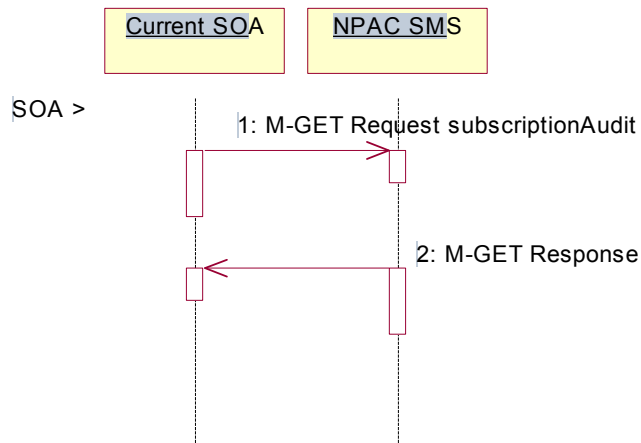 Current SOA
NPAC SMS
SOA >
1: M-GET Request subscriptionAudit
2: M-GET Response